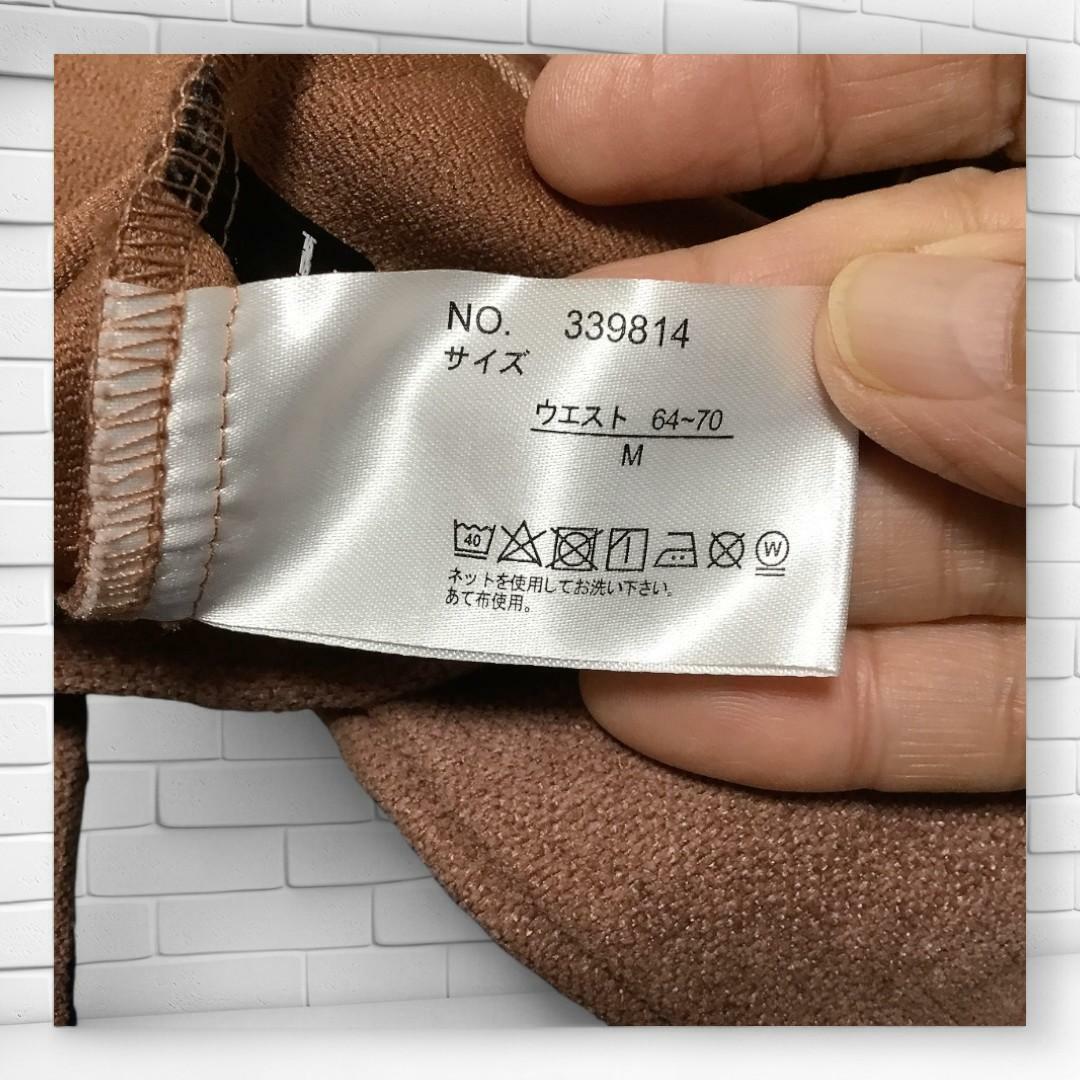 NO. 339814
サイズ
ウエスト 64~70
M
40 W
ネットを使用してお洗い下さい。
あて布使用。